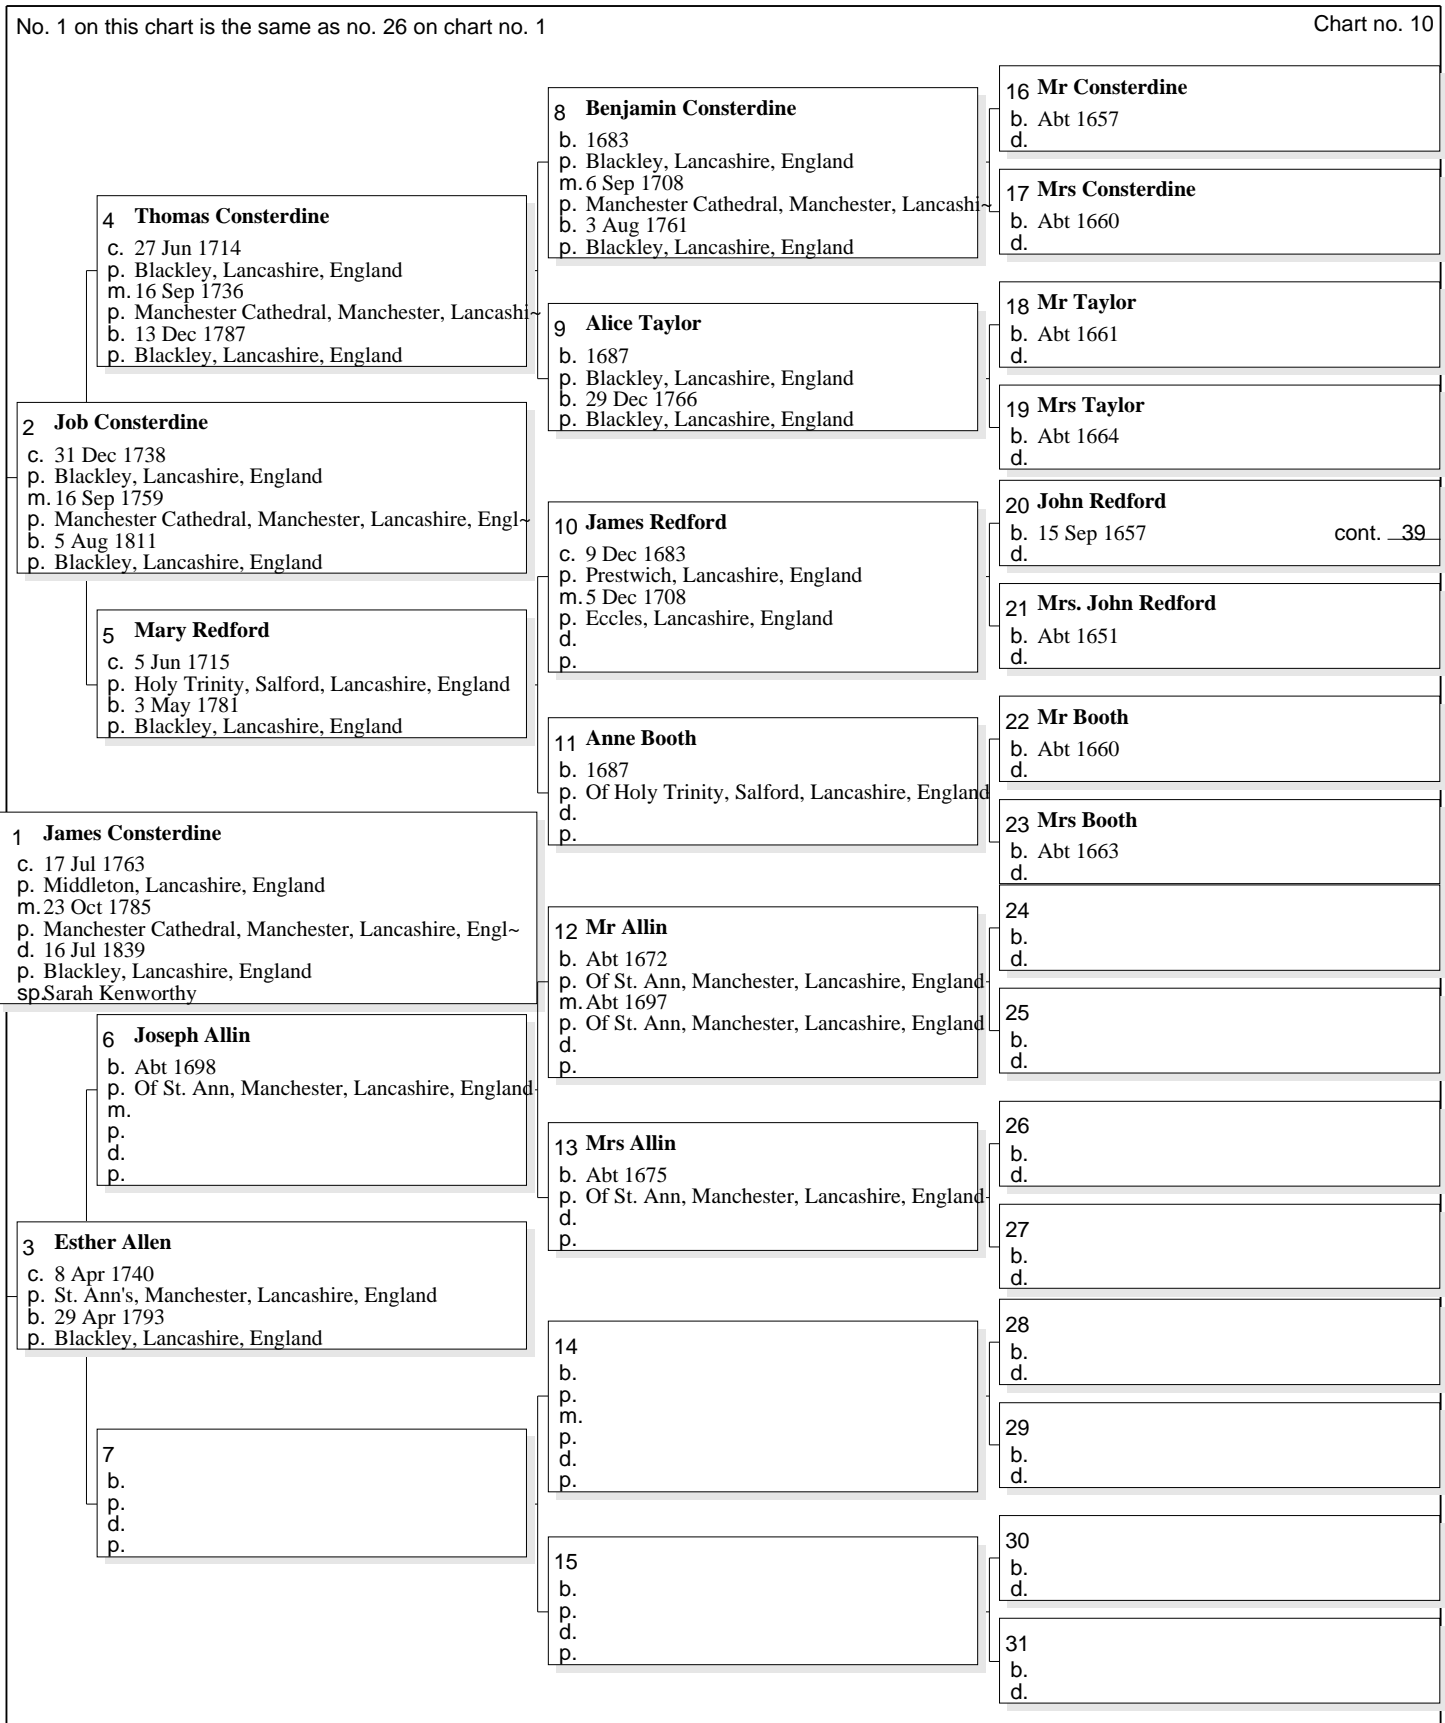 No. 1 on this chart is the same as no. 26 on chart no. 1
Chart no. 10
1 James Consterdine
c. 17 Jul 1763
p. Middleton, Lancashire, England
m. 23 Oct 1785
p. Manchester Cathedral, Manchester, Lancashire, Engl~
d. 16 Jul 1839
p. Blackley, Lancashire, England
sp. Sarah Kenworthy
2 Job Consterdine
c. 31 Dec 1738
p. Blackley, Lancashire, England
m. 16 Sep 1759
p. Manchester Cathedral, Manchester, Lancashire, Engl~
b. 5 Aug 1811
p. Blackley, Lancashire, England
3 Esther Allen
c. 8 Apr 1740
p. St. Ann's, Manchester, Lancashire, England
b. 29 Apr 1793
p. Blackley, Lancashire, England
4 Thomas Consterdine
c. 27 Jun 1714
p. Blackley, Lancashire, England
m. 16 Sep 1736
p. Manchester Cathedral, Manchester, Lancashi~
b. 13 Dec 1787
p. Blackley, Lancashire, England
5 Mary Redford
c. 5 Jun 1715
p. Holy Trinity, Salford, Lancashire, England
b. 3 May 1781
p. Blackley, Lancashire, England
6 Joseph Allin
b. Abt 1698
p. Of St. Ann, Manchester, Lancashire, England
m.
p.
d.
p.
7
b.
p.
d.
p.
8 Benjamin Consterdine
b. 1683
p. Blackley, Lancashire, England
m. 6 Sep 1708
p. Manchester Cathedral, Manchester, Lancashi~
b. 3 Aug 1761
p. Blackley, Lancashire, England
9 Alice Taylor
b. 1687
p. Blackley, Lancashire, England
b. 29 Dec 1766
p. Blackley, Lancashire, England
10 James Redford
c. 9 Dec 1683
p. Prestwich, Lancashire, England
m. 5 Dec 1708
p. Eccles, Lancashire, England
d.
p.
11 Anne Booth
b. 1687
p. Of Holy Trinity, Salford, Lancashire, England
d.
p.
12 Mr Allin
b. Abt 1672
p. Of St. Ann, Manchester, Lancashire, England
m. Abt 1697
p. Of St. Ann, Manchester, Lancashire, England
d.
p.
13 Mrs Allin
b. Abt 1675
p. Of St. Ann, Manchester, Lancashire, England
d.
p.
14
b.
p.
m.
p.
d.
p.
15
b.
p.
d.
p.
16 Mr Consterdine
b. Abt 1657
d.
17 Mrs Consterdine
b. Abt 1660
d.
18 Mr Taylor
b. Abt 1661
d.
19 Mrs Taylor
b. Abt 1664
d.
20 John Redford
b. 15 Sep 1657 cont. 39
d.
21 Mrs. John Redford
b. Abt 1651
d.
22 Mr Booth
b. Abt 1660
d.
23 Mrs Booth
b. Abt 1663
d.
24
b.
d.
25
b.
d.
26
b.
d.
27
b.
d.
28
b.
d.
29
b.
d.
30
b.
d.
31
b.
d.